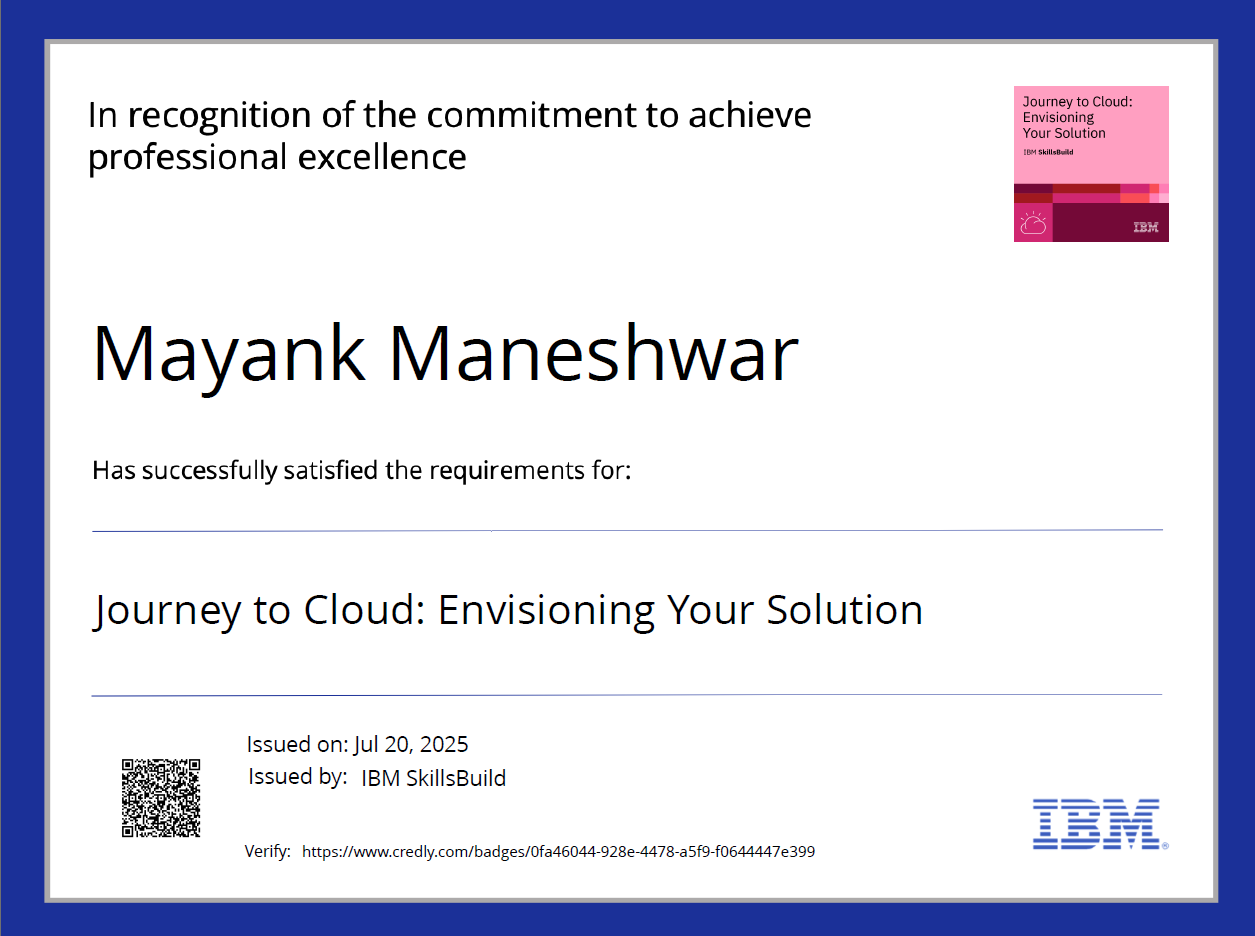 In recognition of the commitment to achieve
professional excellence
Journey to Cloud:
Envisioning
Your Solution
IBM SkillsBuild
IBM
Mayank Maneshwar
Has successfully satisfied the requirements for:
Journey to Cloud: Envisioning Your Solution
Issued on: Jul 20, 2025
Issued by: IBM SkillsBuild
IBM®
Verify: https://www.credly.com/badges/0fa46044-928e-4478-a5f9-f0644447e399